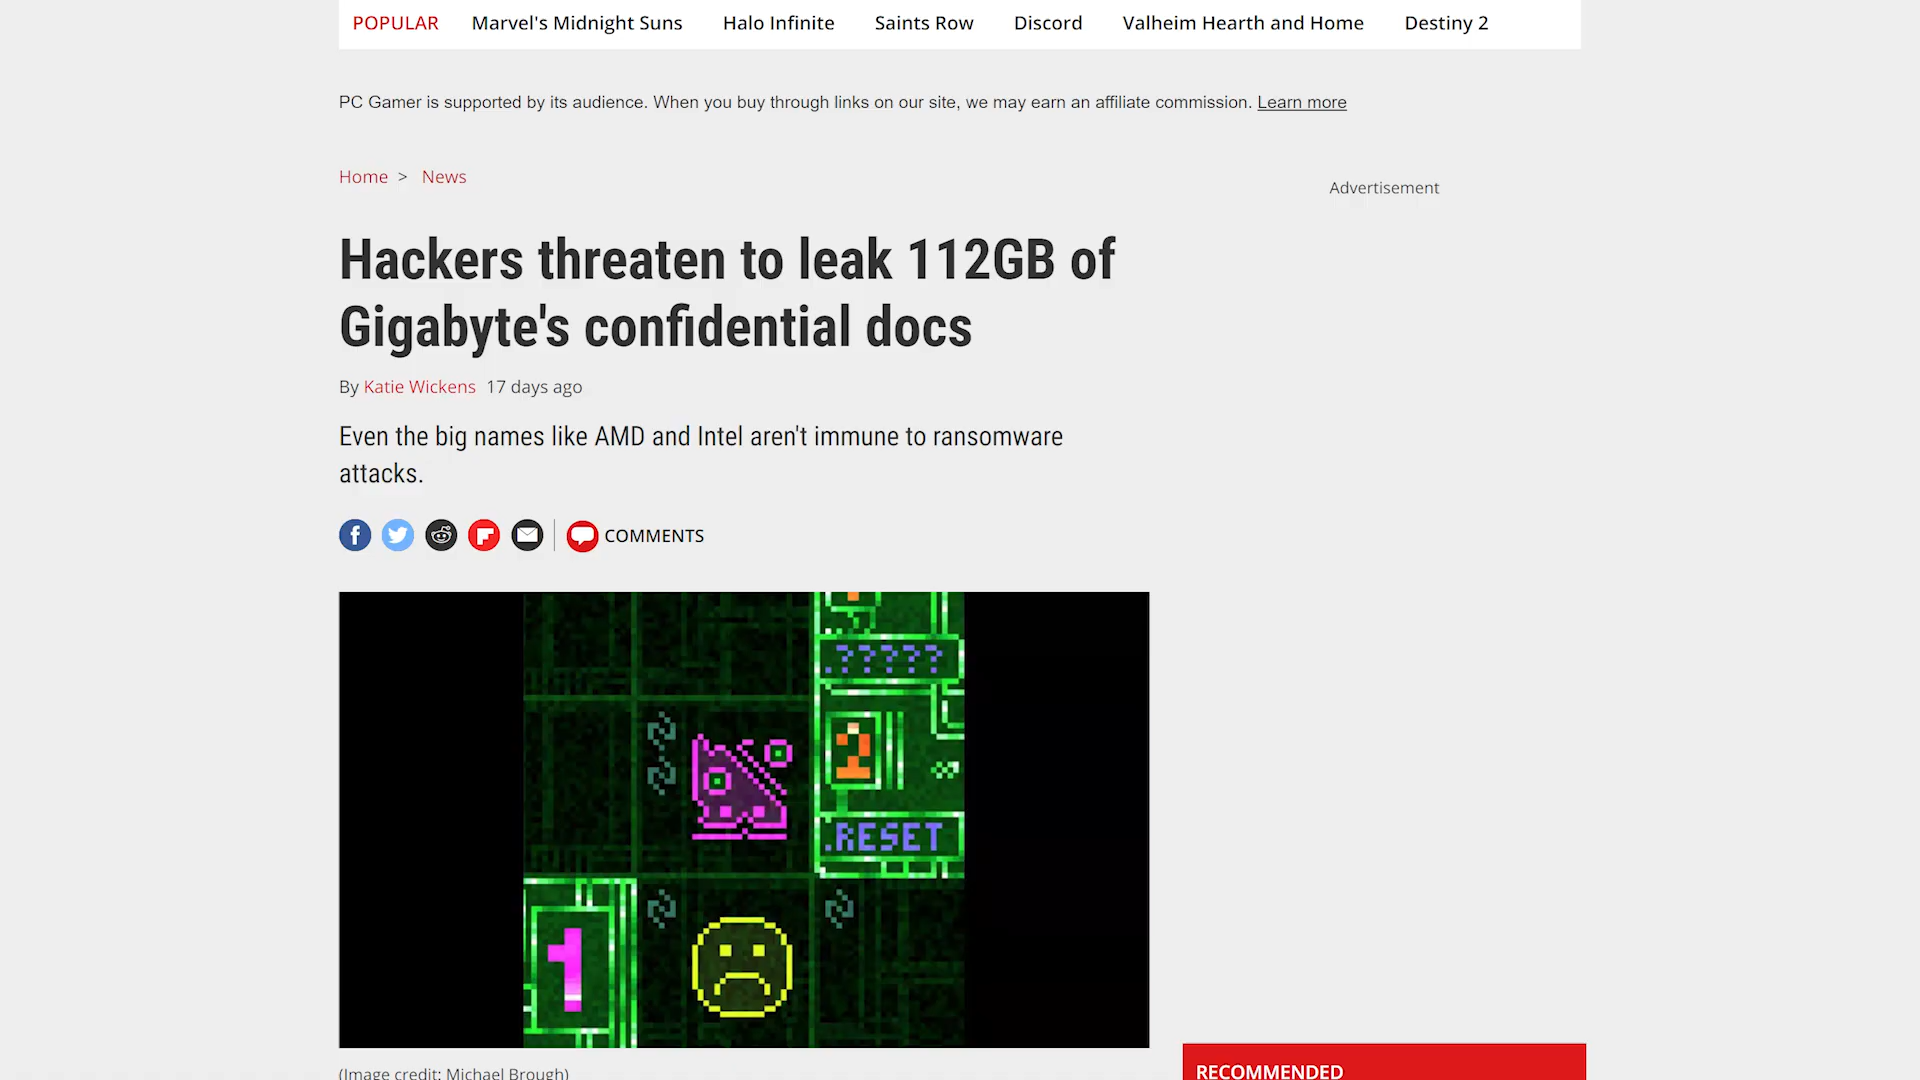 POPULAR Marvel's Midnight Suns Halo Infinite Saints Row Discord Valheim Hearth and Home Destiny 2
PC Gamer is supported by its audience. When you buy through links on our site, we may earn an affiliate commission. Learn more
Home > News
Advertisement
Hackers threaten to leak 112GB of
Gigabyte's confidential docs
By Katie Wickens 17 days ago
Even the big names like AMD and Intel aren't immune to ransomware
attacks.
COMMENTS
.?????
2
.RESET
1
(Image credit: Michael Brough)
RECOMMENDED